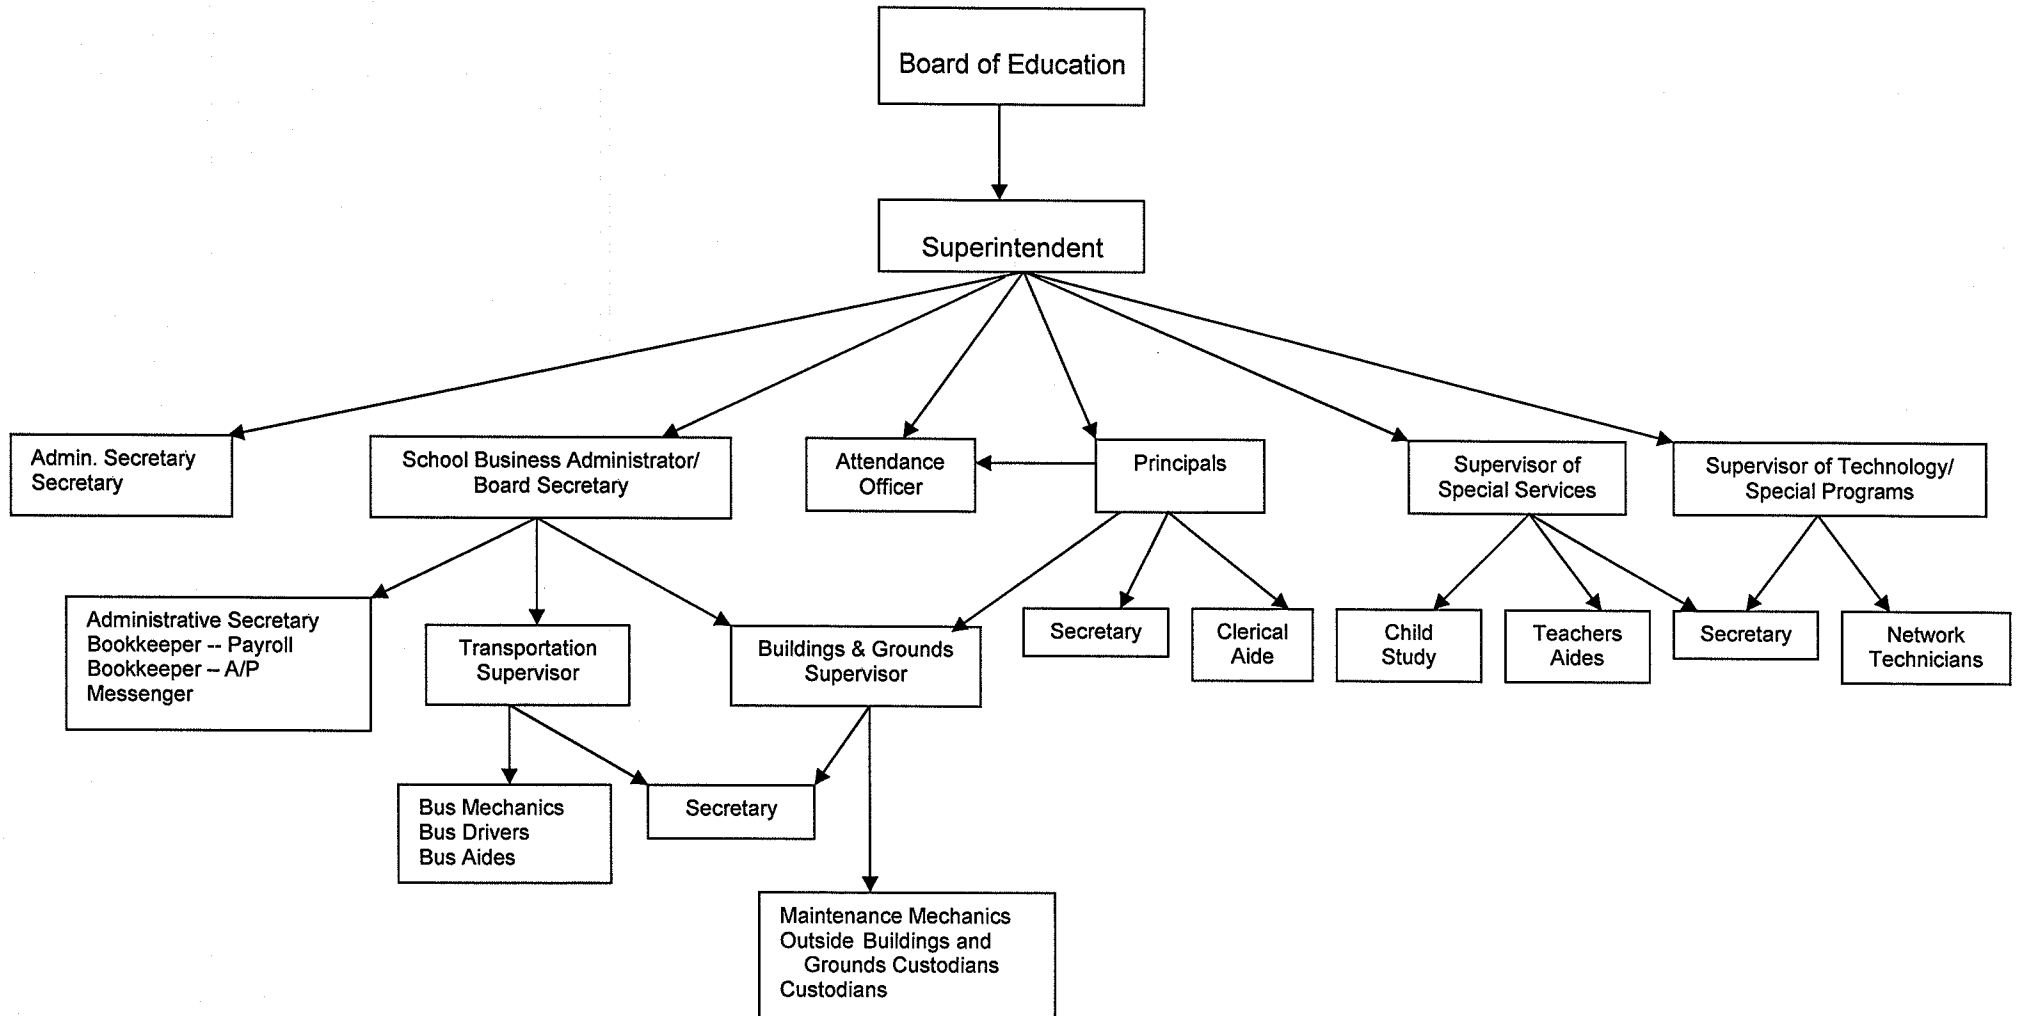 Board of Education
Superintendent
Admin. Secretary
Secretary
School Business Administrator/
Board Secretary
Attendance
Officer
Principals
Supervisor of
Special Services
Supervisor of Technology/
Special Programs
Administrative Secretary
Bookkeeper -- Payroll
Bookkeeper – A/P
Messenger
Transportation
Supervisor
Buildings & Grounds
Supervisor
Secretary
Clerical
Aide
Child
Study
Teachers
Aides
Secretary
Network
Technicians
Bus Mechanics
Bus Drivers
Bus Aides
Secretary
Maintenance Mechanics
Outside Buildings and
Grounds Custodians
Custodians